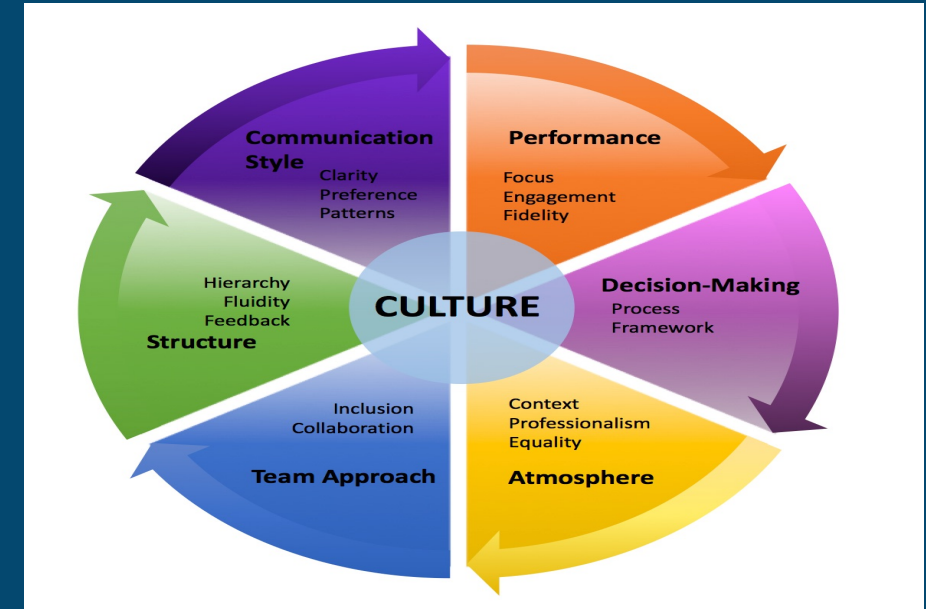 Communication
Style
Clarity
Preference
Patterns
Performance
Focus
Engagement
Fidelity
Hierarchy
Fluidity
Feedback
Structure
CULTURE
Decision-Making
Process
Framework
Inclusion
Collaboration
Team Approach
Context
Professionalism
Equality
Atmosphere